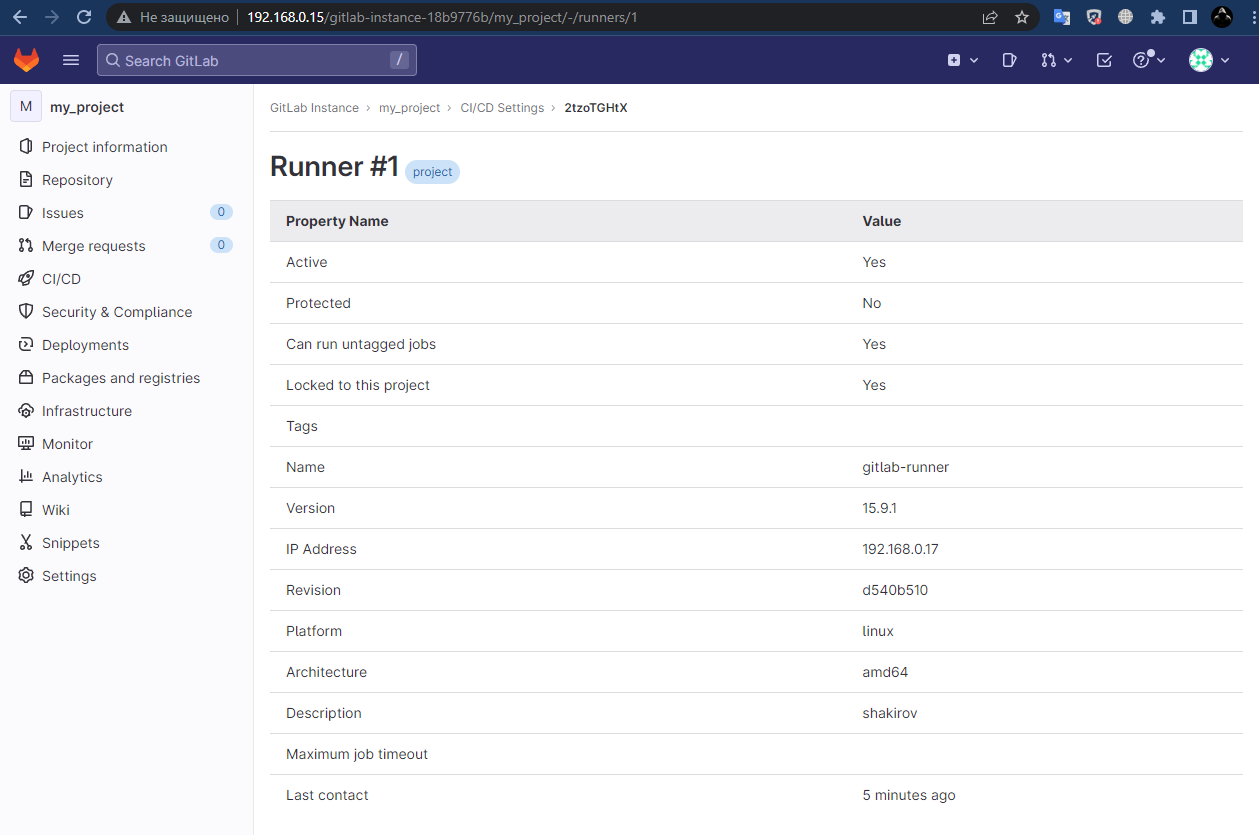 Не защищено 192.168.0.15/gitlab-instance-18b9776b/my_project/-/runners/1
Search GitLab /
M my_project
Project information
Repository
Issues 0
Merge requests 0
CI/CD
Security & Compliance
Deployments
Packages and registries
Infrastructure
Monitor
Analytics
Wiki
Snippets
Settings
GitLab Instance › my_project › CI/CD Settings › 2tzoTGHtX
Runner #1 project
Property Name Value
Active Yes
Protected No
Can run untagged jobs Yes
Locked to this project Yes
Tags
Name gitlab-runner
Version 15.9.1
IP Address 192.168.0.17
Revision d540b510
Platform linux
Architecture amd64
Description shakirov
Maximum job timeout
Last contact 5 minutes ago